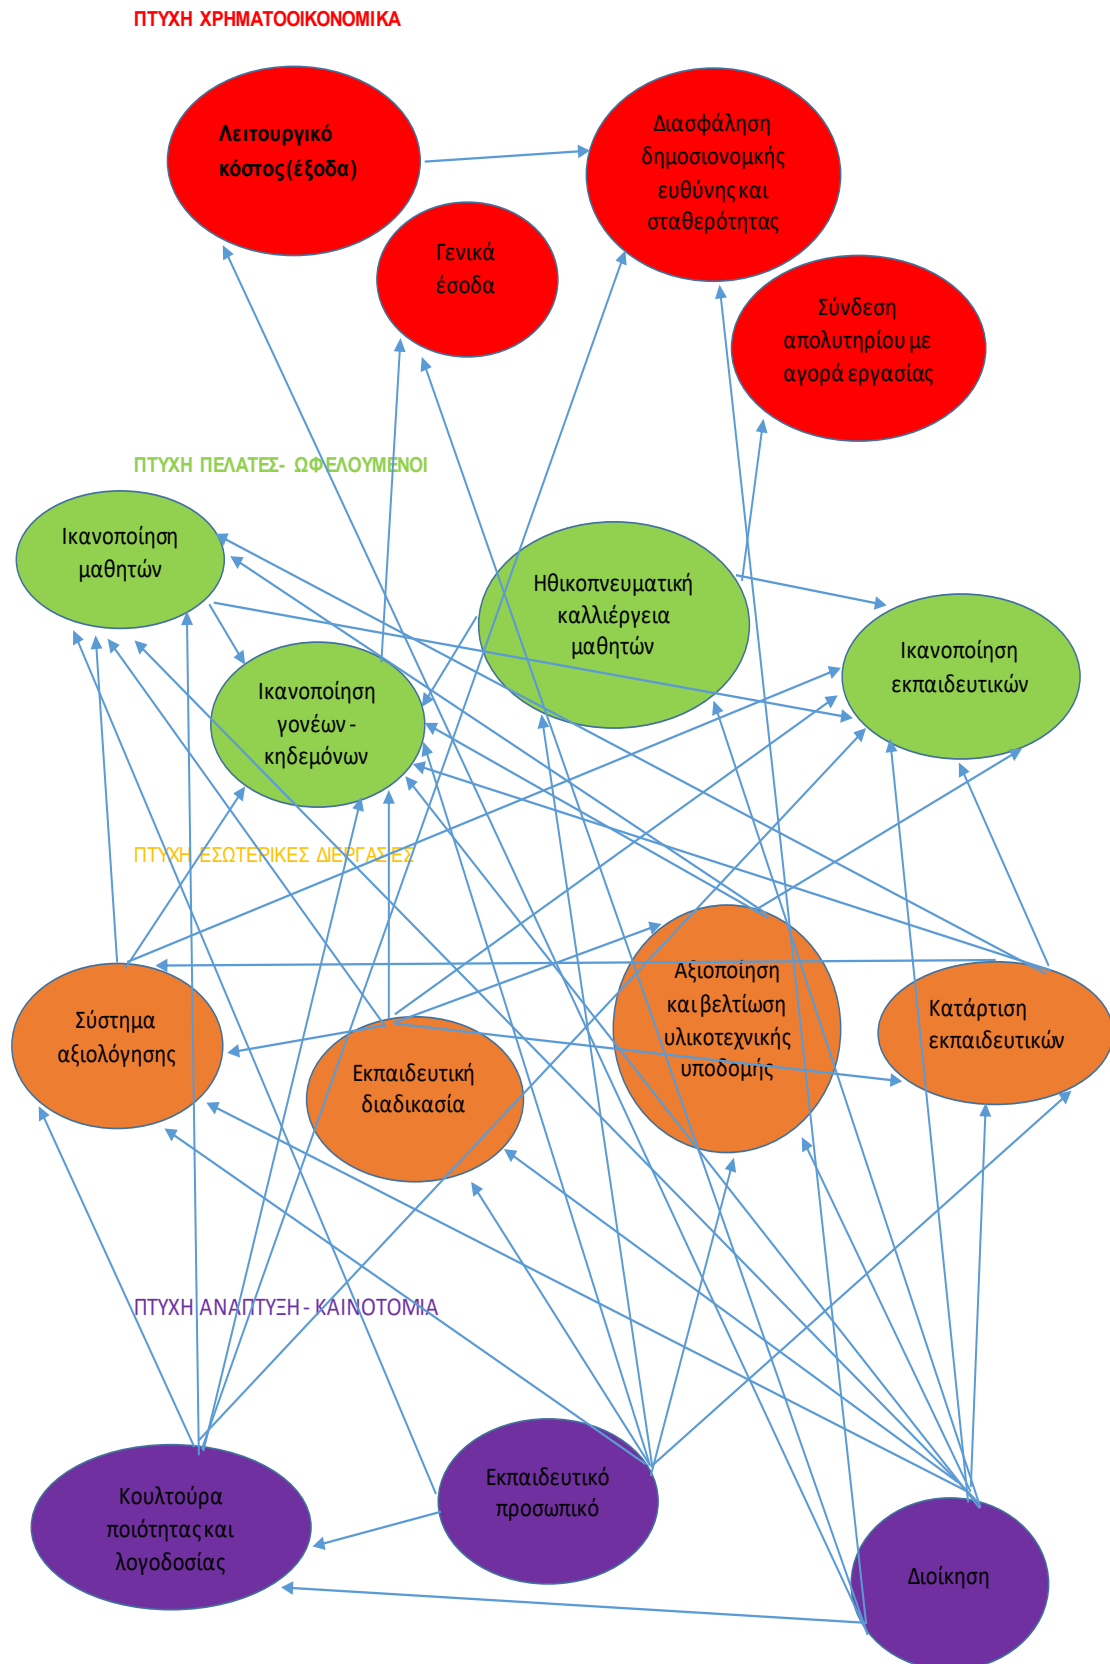 ΠΤΥΧΗ ΧΡΗΜΑΤΟΟΙΚΟΝΟΜΙΚΑ
Λειτουργικό
κόστος (έξοδα)
Διασφάληση
δημοσιονομκής
ευθύνης και
σταθερότητας
Γενικά
έσοδα
Σύνδεση
απολυτηρίου με
αγορά εργασίας
ΠΤΥΧΗ ΠΕΛΑΤΕΣ- ΩΦΕΛΟΥΜΕΝΟΙ
Ικανοποίηση
μαθητών
Ηθικοπνευματική
καλλιέργεια
μαθητών
Ικανοποίηση
εκπαιδευτικών
Ικανοποίηση
γονέων -
κηδεμόνων
ΠΤΥΧΗ ΕΣΩΤΕΡΙΚΕΣ ΔΙΕΡΓΑΣΙΕΣ
Σύστημα
αξιολόγησης
Εκπαιδευτική
διαδικασία
Αξιοποίηση
και βελτίωση
υλικοτεχνικής
υποδομής
Κατάρτιση
εκπαιδευτικών
ΠΤΥΧΗ ΑΝΑΠΤΥΞΗ - ΚΑΙΝΟΤΟΜΙΑ
Κουλτούρα
ποιότητας και
λογοδοσίας
Εκπαιδευτικό
προσωπικό
Διοίκηση